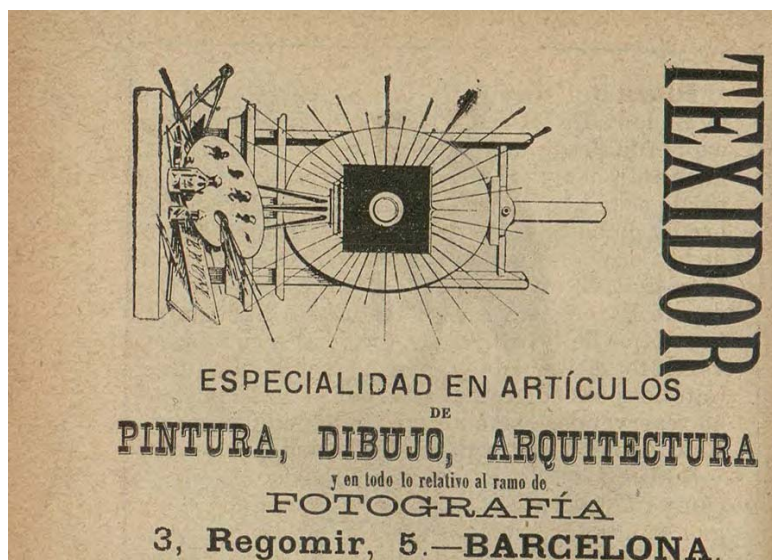 TEXIDOR
ESPECIALIDAD EN ARTÍCULOS
DE
PINTURA, DIBUJO, ARQUITECTURA
y en todo lo relativo al ramo de
FOTOGRAFÍA
3, Regomir, 5.—BARCELONA.